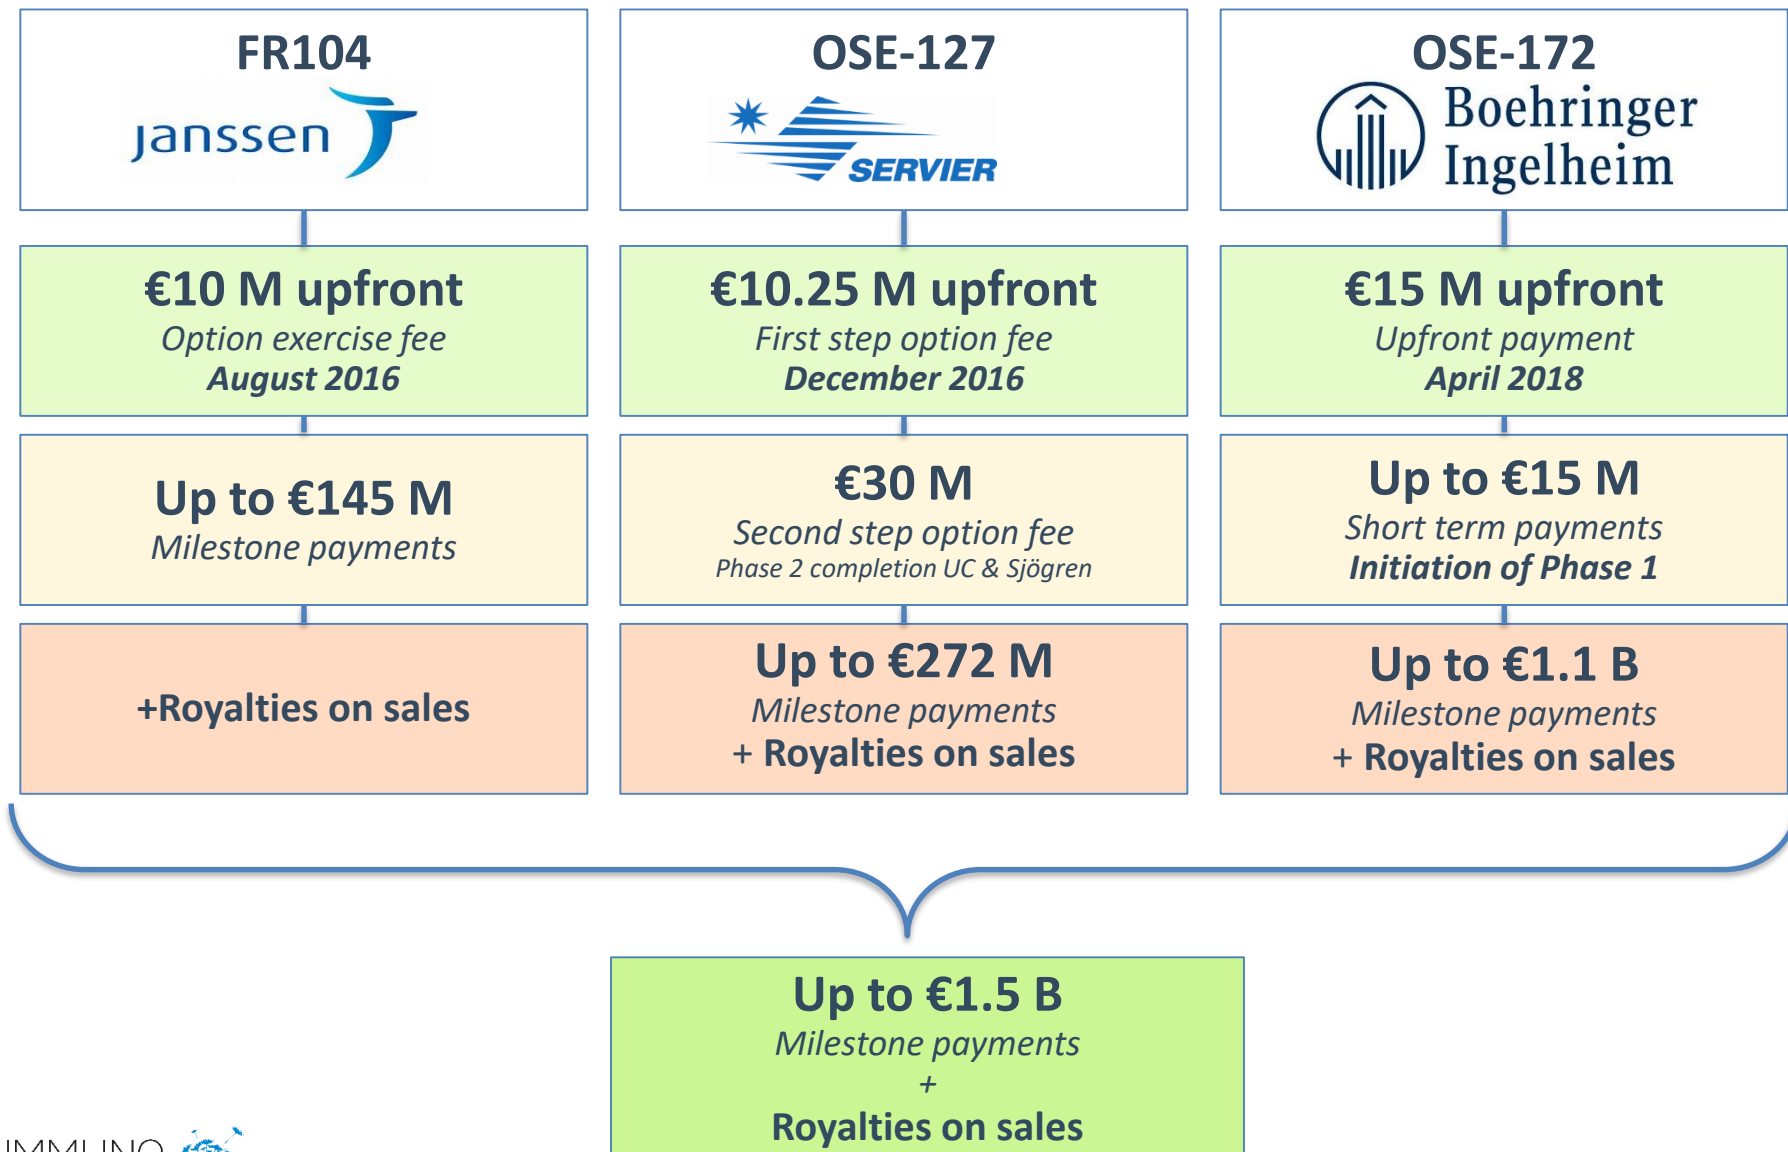 FR104
janssen
€10 M upfront
Option exercise fee
August 2016
Up to €145 M
Milestone payments
+Royalties on sales
OSE-127
SERVIER
€10.25 M upfront
First step option fee
December 2016
€30 M
Second step option fee
Phase 2 completion UC & Sjögren
Up to €272 M
Milestone payments
+ Royalties on sales
OSE-172
Boehringer
Ingelheim
€15 M upfront
Upfront payment
April 2018
Up to €15 M
Short term payments
Initiation of Phase 1
Up to €1.1 B
Milestone payments
+ Royalties on sales
Up to €1.5 B
Milestone payments
+
Royalties on sales
IMMUNO